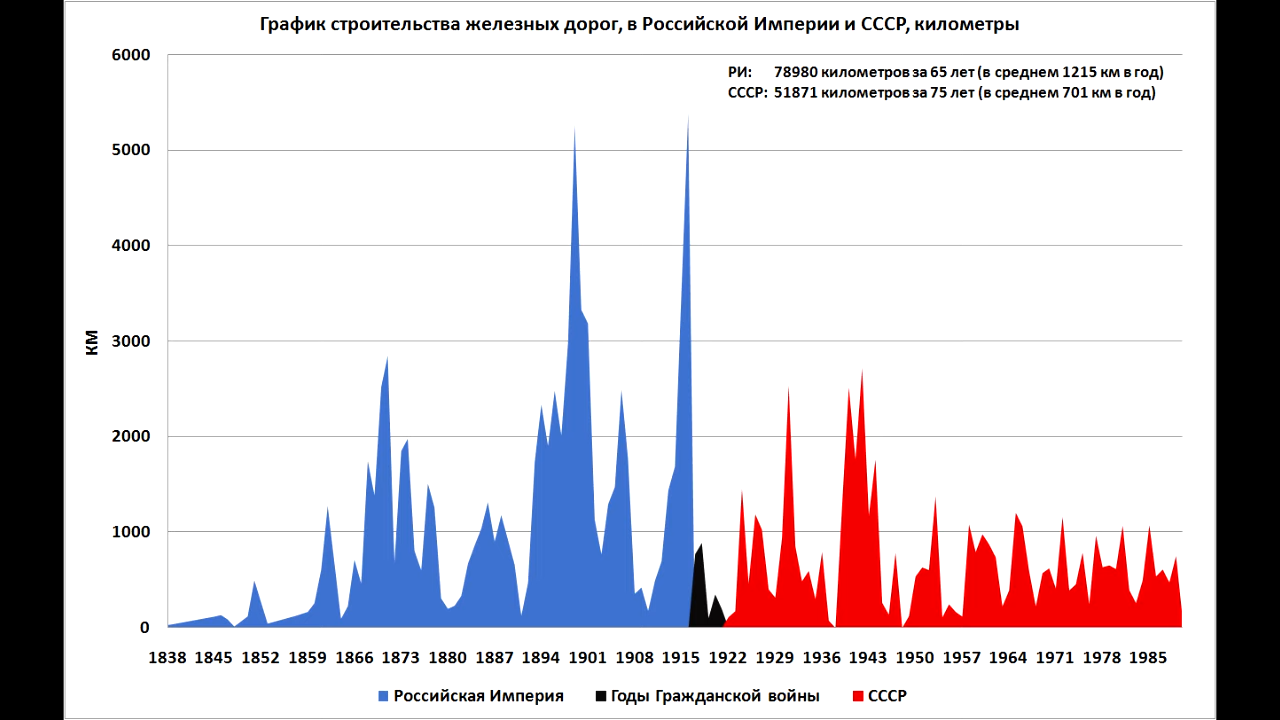 График строительства железных дорог, в Российской Империи и СССР, километры
РИ: 78980 километров за 65 лет (в среднем 1215 км в год)
СССР: 51871 километров за 75 лет (в среднем 701 км в год)
6000
5000
4000
3000
2000
1000
0
км
1838 1845 1852 1859 1866 1873 1880 1887 1894 1901 1908 1915 1922 1929 1936 1943 1950 1957 1964 1971 1978 1985
Российская Империя Годы Гражданской войны СССР